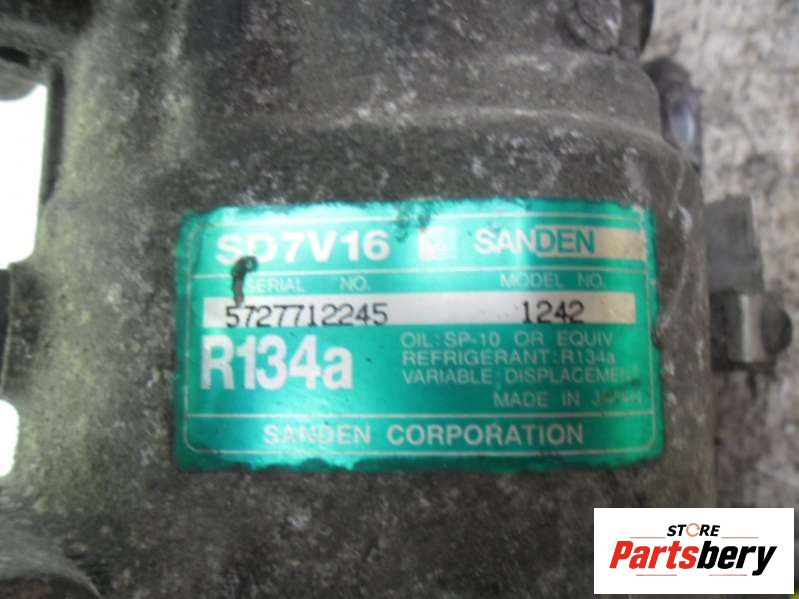 SD7V16 SANDEN
SERIAL NO. MODEL NO.
5727712245 1242
R134a
OIL: SP-10 OR EQUIV.
REFRIGERANT: R134a
VARIABLE DISPLACEMENT
MADE IN JAPAN
SANDEN CORPORATION
STORE
Partsbery